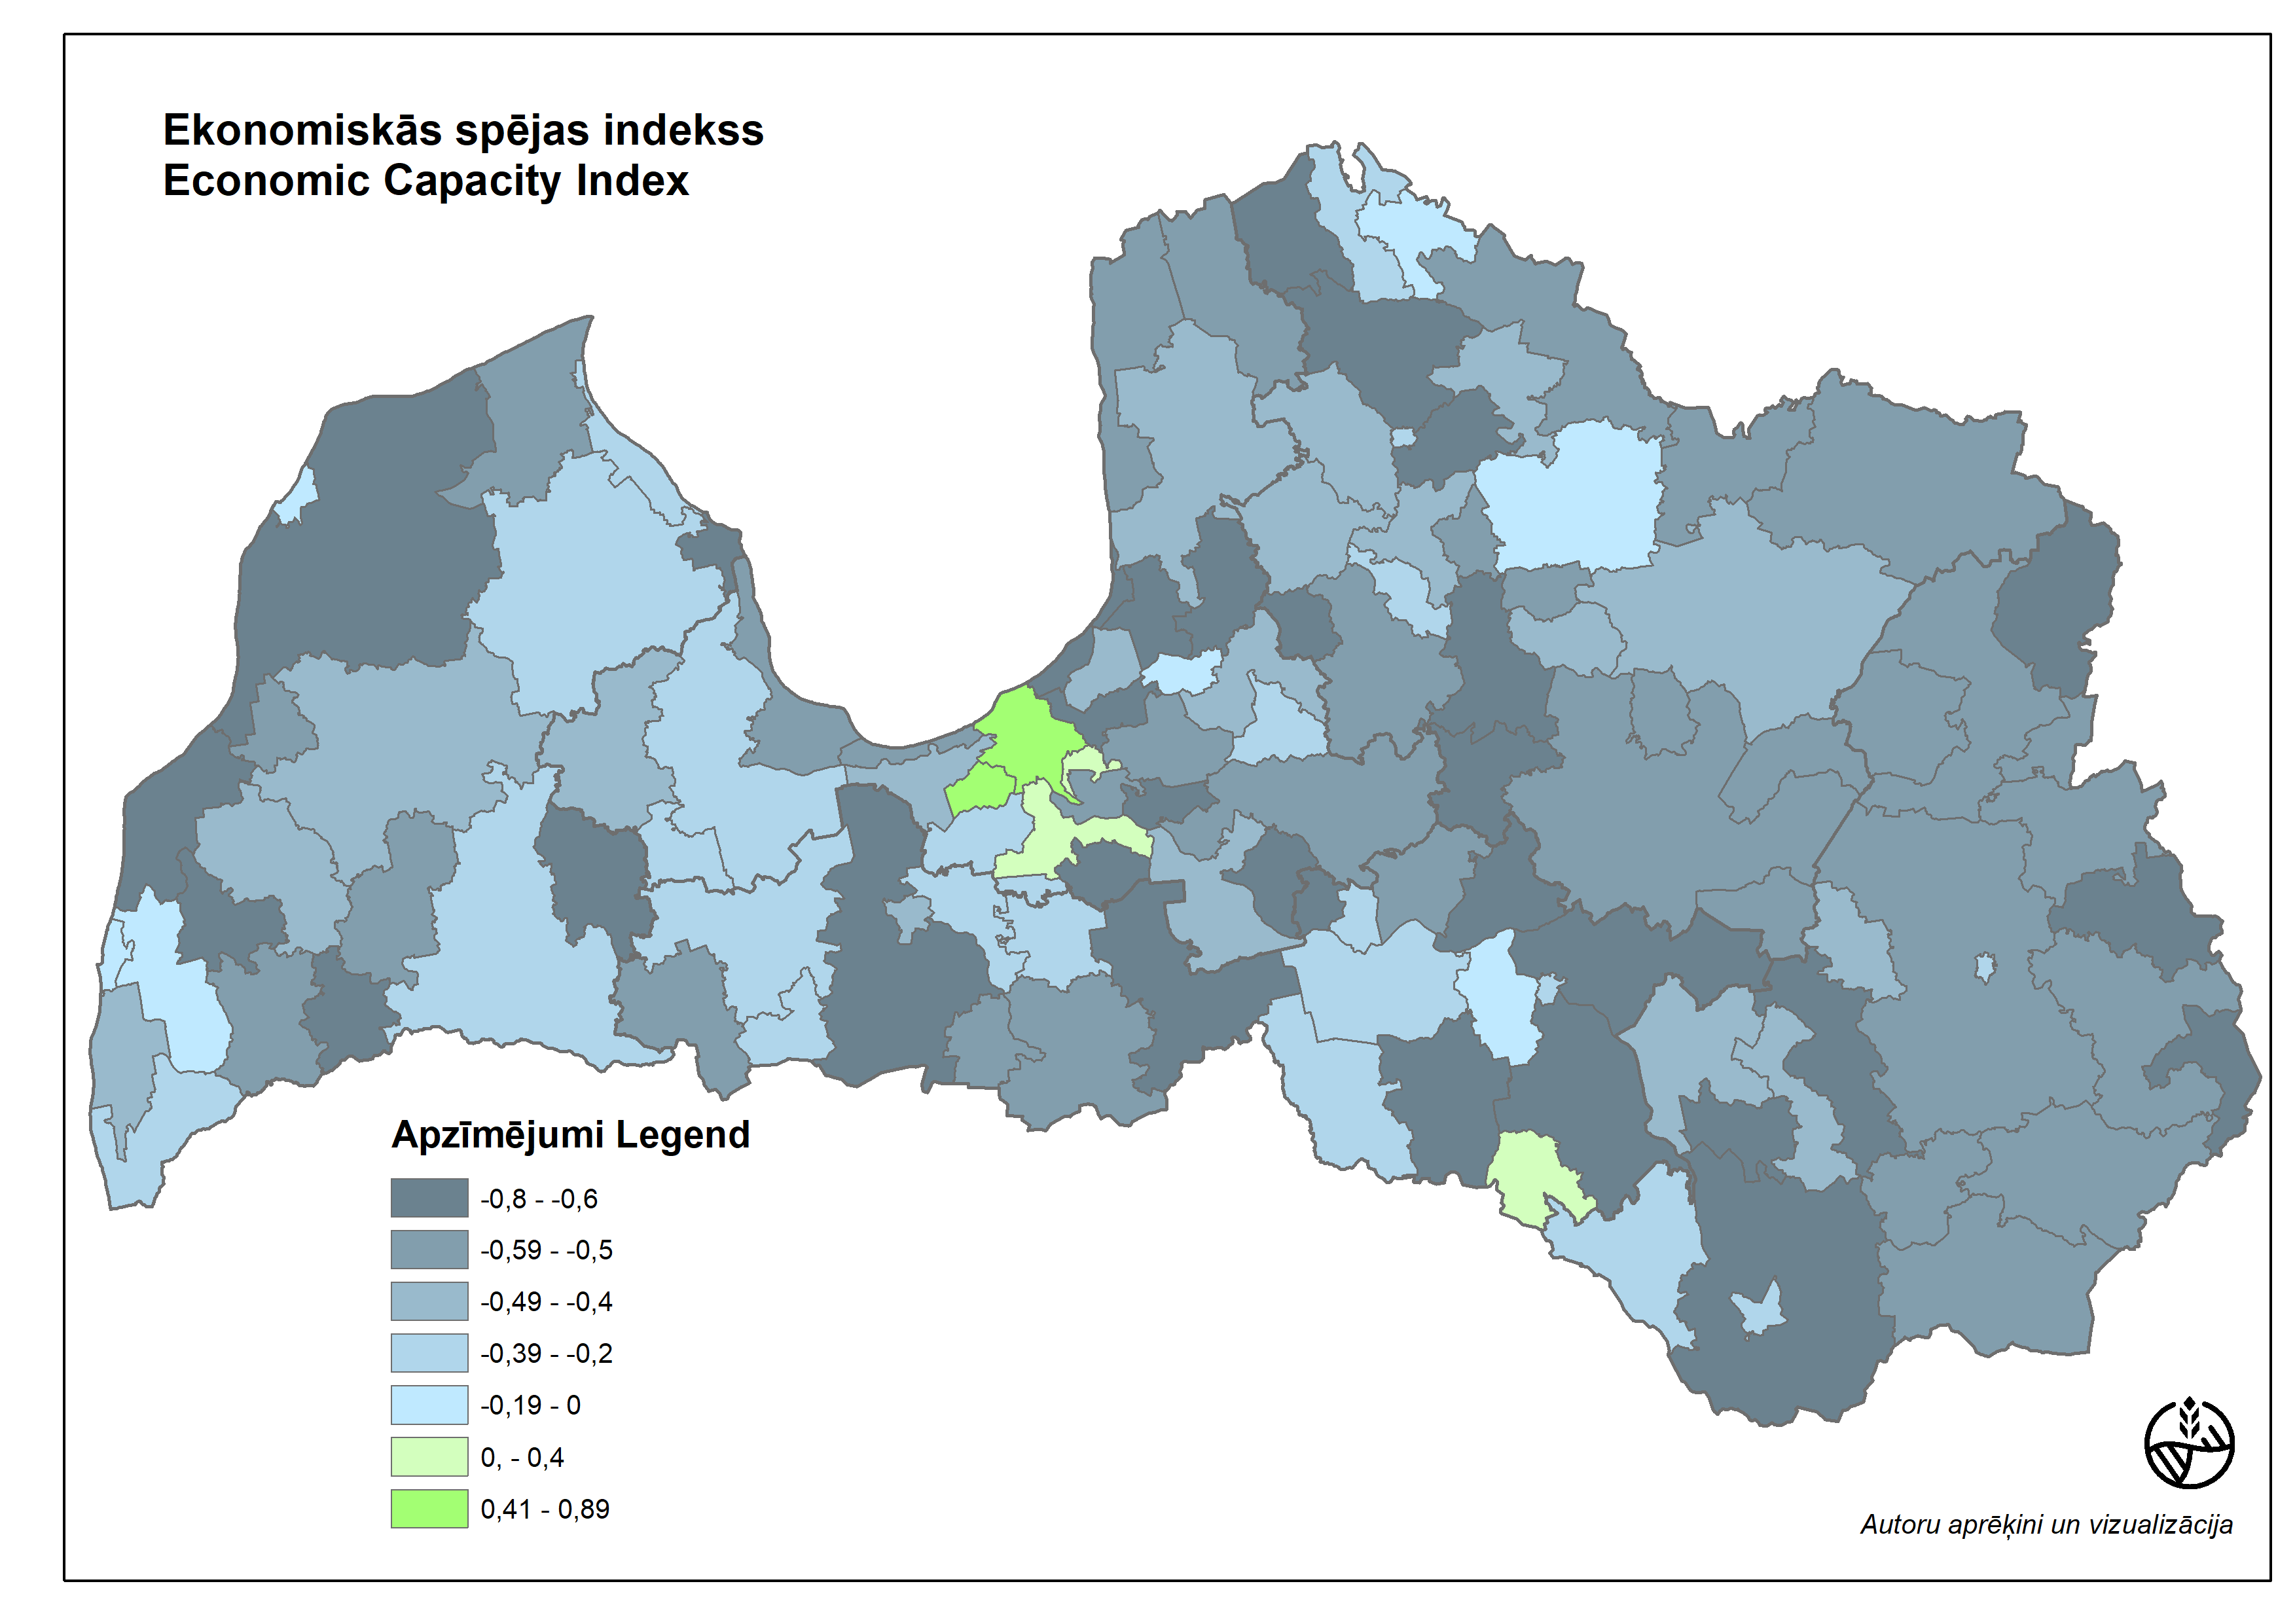 Ekonomiskās spējas indekss
Economic Capacity Index
Apzīmējumi Legend
-0,8 - -0,6
-0,59 - -0,5
-0,49 - -0,4
-0,39 - -0,2
-0,19 - 0
0, - 0,4
0,41 - 0,89
Autoru aprēķini un vizualizācija